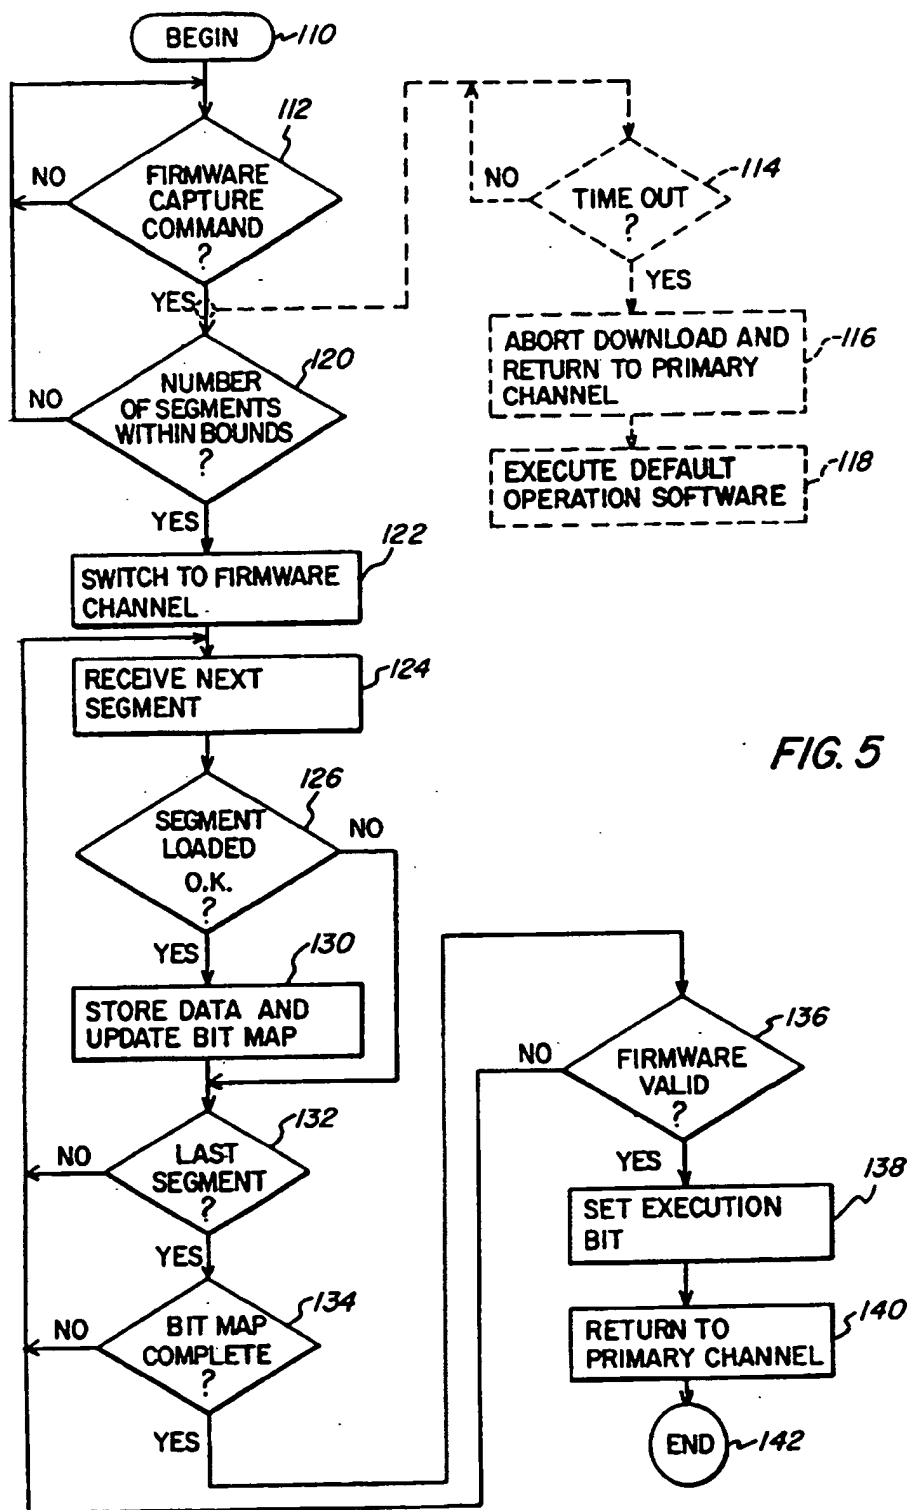 BEGIN
110
112
NO
FIRMWARE
CAPTURE
COMMAND
?
YES
114
NO
TIME OUT
?
YES
ABORT DOWNLOAD AND
RETURN TO PRIMARY
CHANNEL
116
EXECUTE DEFAULT
OPERATION SOFTWARE
118
120
NO
NUMBER
OF SEGMENTS
WITHIN BOUNDS
?
YES
122
SWITCH TO FIRMWARE
CHANNEL
RECEIVE NEXT
SEGMENT
124
FIG. 5
126
SEGMENT
LOADED
O.K.
?
NO
YES
130
STORE DATA AND
UPDATE BIT MAP
132
NO
LAST
SEGMENT
?
YES
134
NO
BIT MAP
COMPLETE
?
YES
136
NO
FIRMWARE
VALID
?
YES
138
SET EXECUTION
BIT
140
RETURN TO
PRIMARY CHANNEL
END
142